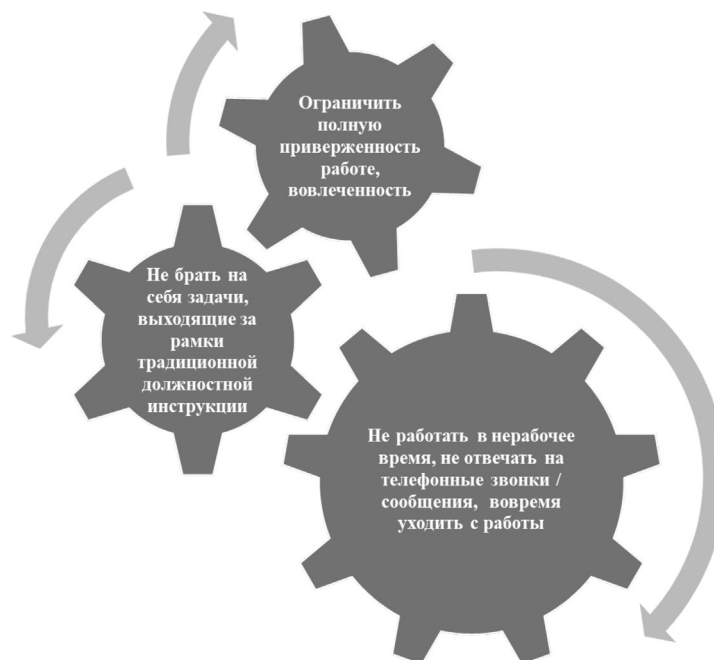 Ограничить
полную
приверженность
работе,
вовлеченность
Не брать на
себя задачи,
выходящие за
рамки
традиционной
должностной
инструкции
Не работать в нерабочее
время, не отвечать на
телефонные звонки /
сообщения, вовремя
уходить с работы